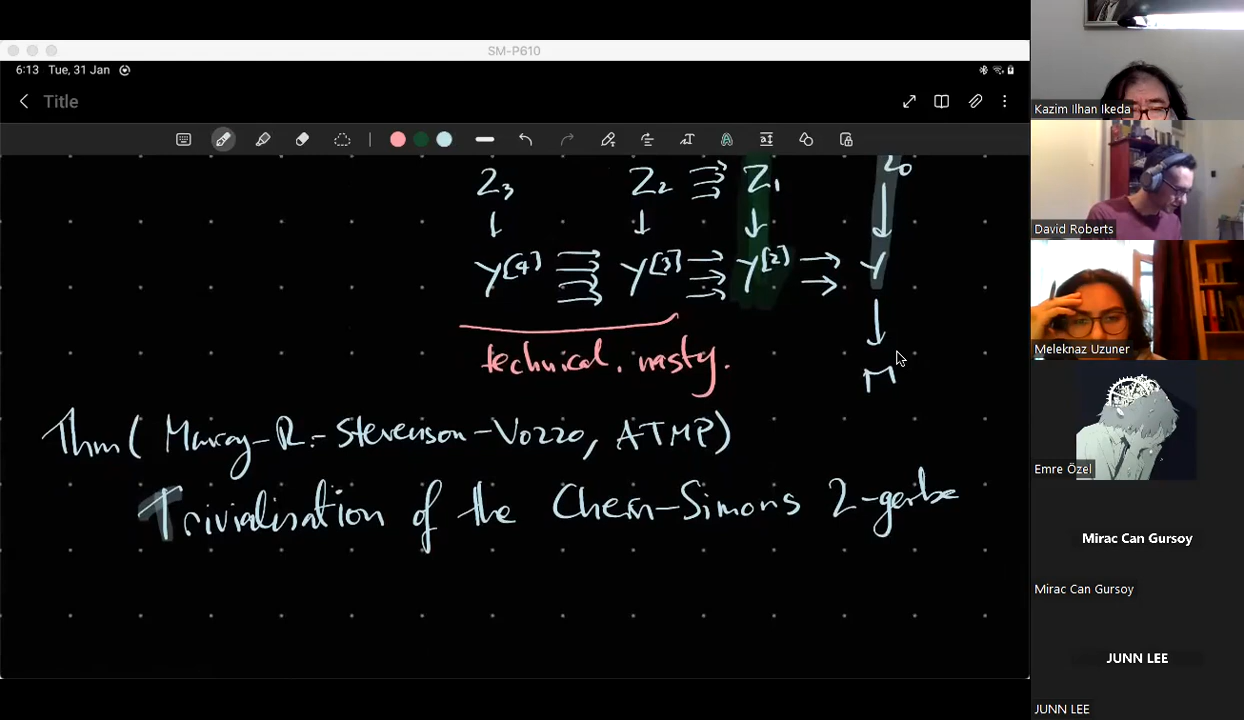 SM-P610
6:13 Tue, 31 Jan
Title
Z3 Z2 Z1 Z0
Y[4] Y[3] Y[2] Y
technical. nasty.
M
Thm (Murray-R.-Stevenson-Vozzo, ATMP)
Trivialisation of the Chern-Simons 2-gerbe
Kazim Ilhan Ikeda
David Roberts
Meleknaz Uzuner
Emre Özel
Mirac Can Gursoy
Mirac Can Gursoy
JUNN LEE
JUNN LEE